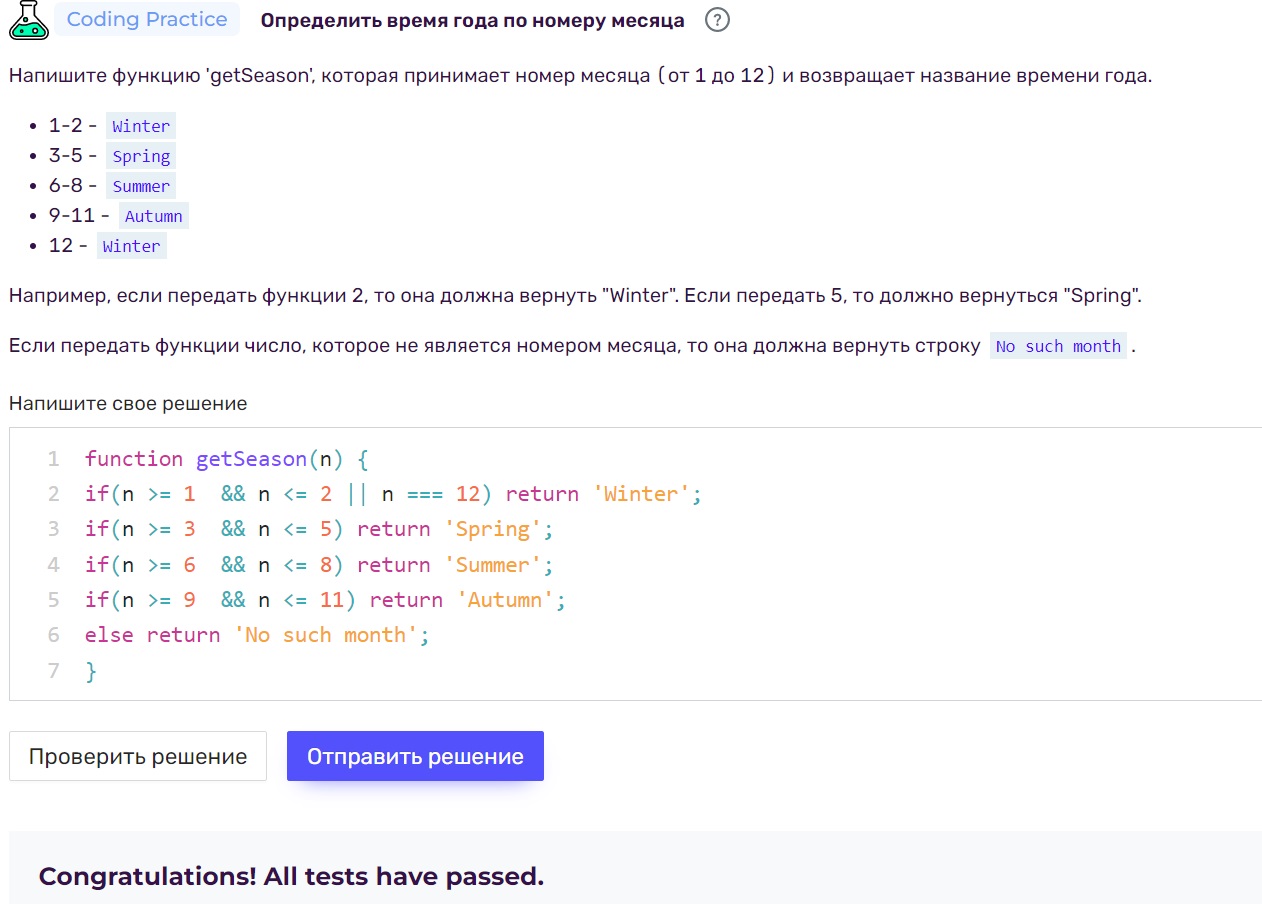 Coding Practice Определить время года по номеру месяца ?
Напишите функцию 'getSeason', которая принимает номер месяца (от 1 до 12) и возвращает название времени года.
• 1-2 - Winter
• 3-5 - Spring
• 6-8 - Summer
• 9-11 - Autumn
• 12 - Winter
Например, если передать функции 2, то она должна вернуть "Winter". Если передать 5, то должно вернуться "Spring".
Если передать функции число, которое не является номером месяца, то она должна вернуть строку No such month .
Напишите свое решение
1 function getSeason(n) {
2 if(n >= 1  && n <= 2 || n === 12) return 'Winter';
3 if(n >= 3  && n <= 5) return 'Spring';
4 if(n >= 6  && n <= 8) return 'Summer';
5 if(n >= 9  && n <= 11) return 'Autumn';
6 else return 'No such month';
7 }
Проверить решение Отправить решение
Congratulations! All tests have passed.